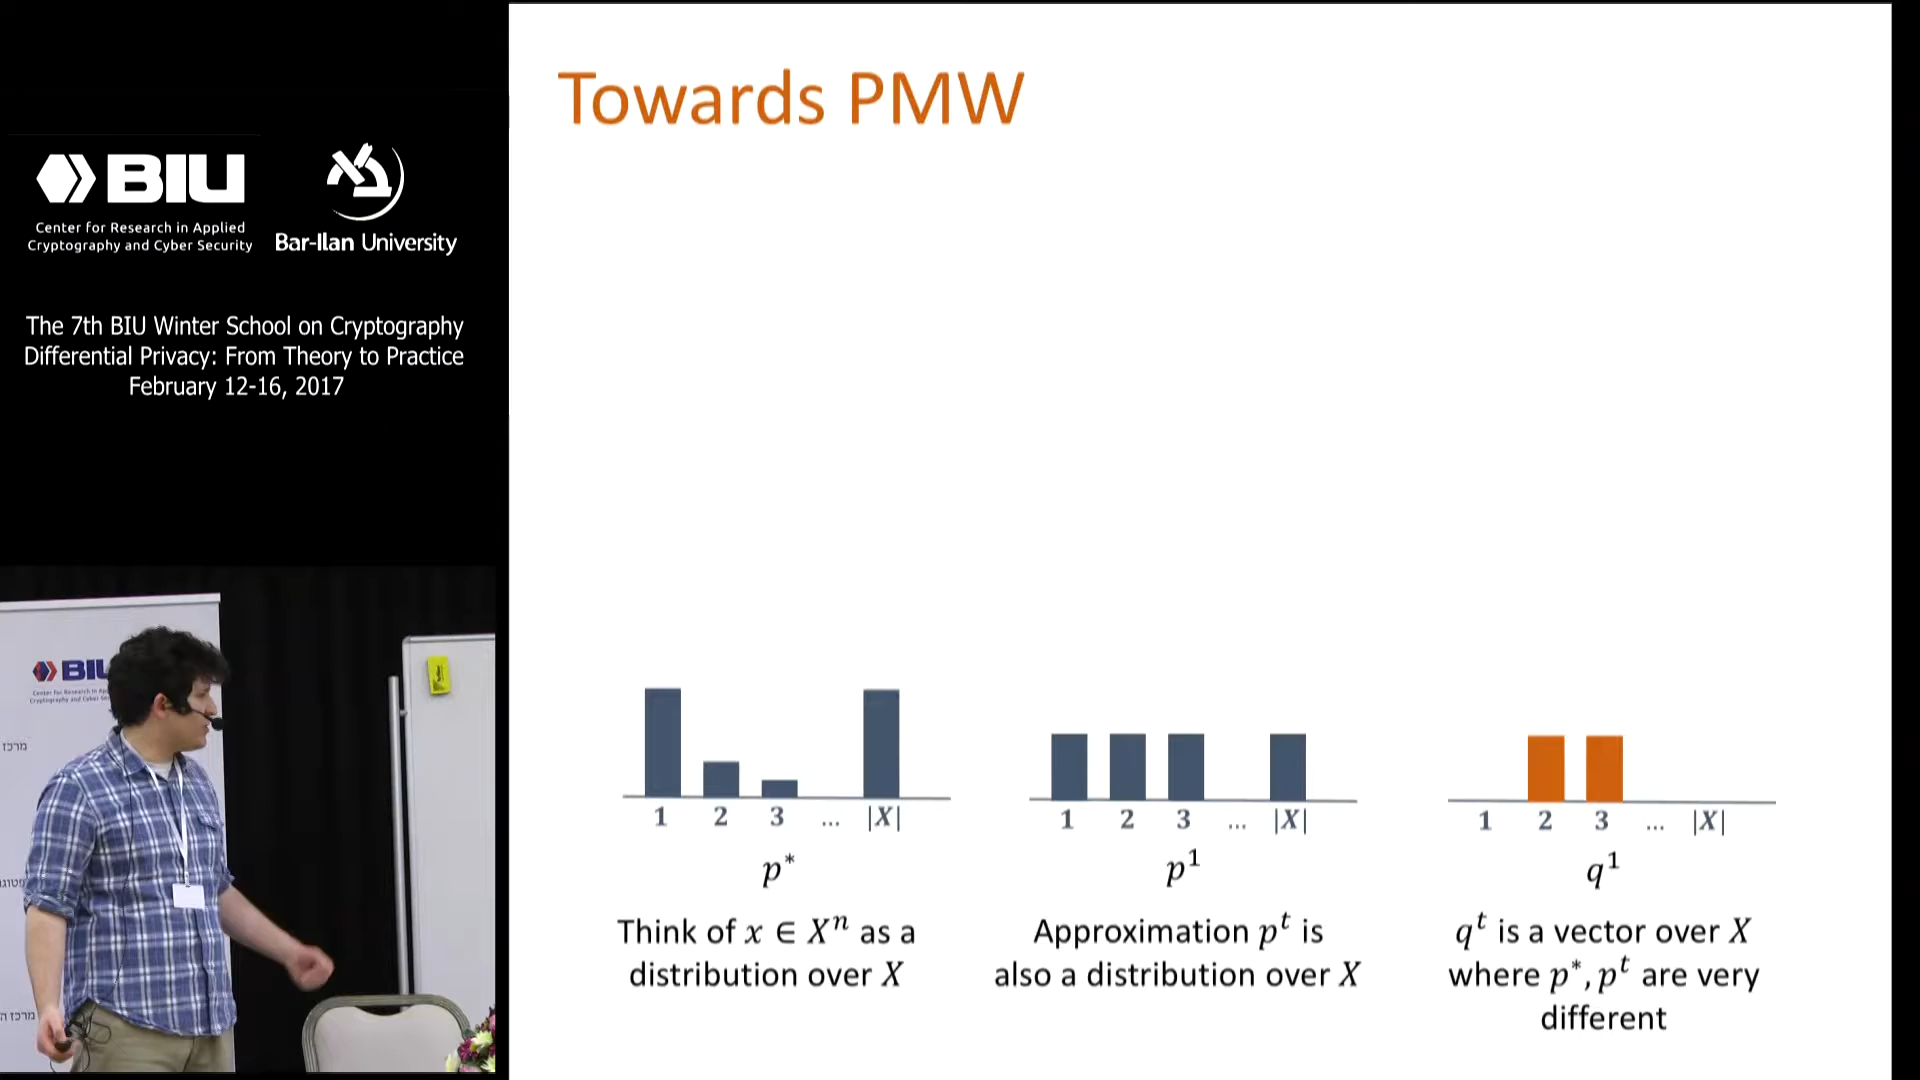 Towards PMW
BIU
Center for Research in Applied
Cryptography and Cyber Security
Bar-Ilan University
The 7th BIU Winter School on Cryptography
Differential Privacy: From Theory to Practice
February 12-16, 2017
BIU
מרכז
1 2 3 ... |X|
p*
Think of x ∈ Xⁿ as a
distribution over X
1 2 3 ... |X|
p¹
Approximation pᵗ is
also a distribution over X
1 2 3 ... |X|
q¹
qᵗ is a vector over X
where p*, pᵗ are very
different